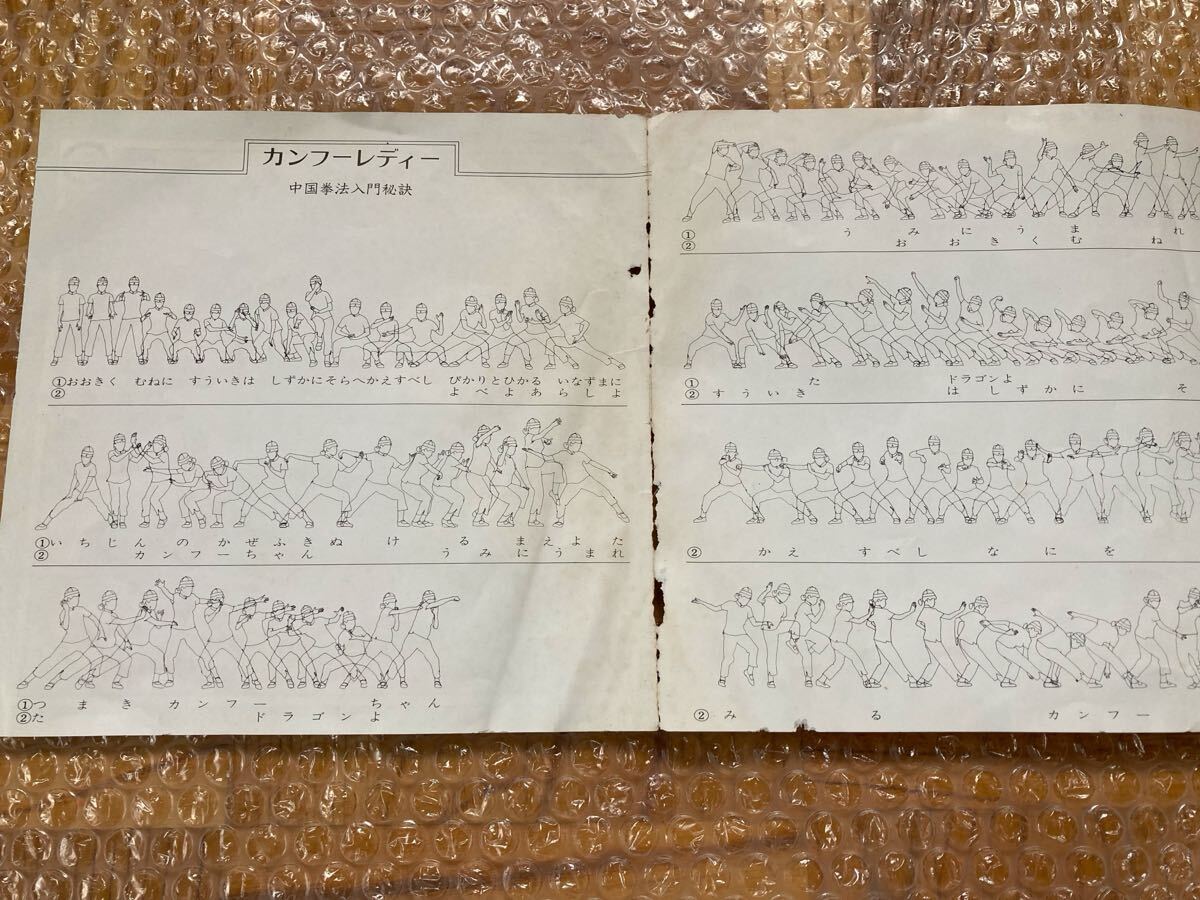 カンフーレディー
中国拳法入門秘訣
①おおきく むねに すういきは しずかにそらへかえすべし ぴかりとひかる いなずまに
② よべよあらしよ
①いちじんのかぜふきぬける まえよた
② カンフーちゃん うみにうまれ
①つまきカンフーちゃん
②た ドラゴンよ
① うみにうまれ
② おおきくむね
① た ドラゴンよ
②すういき はしずかに そ
② かえすべし なにを
②みる カンフー